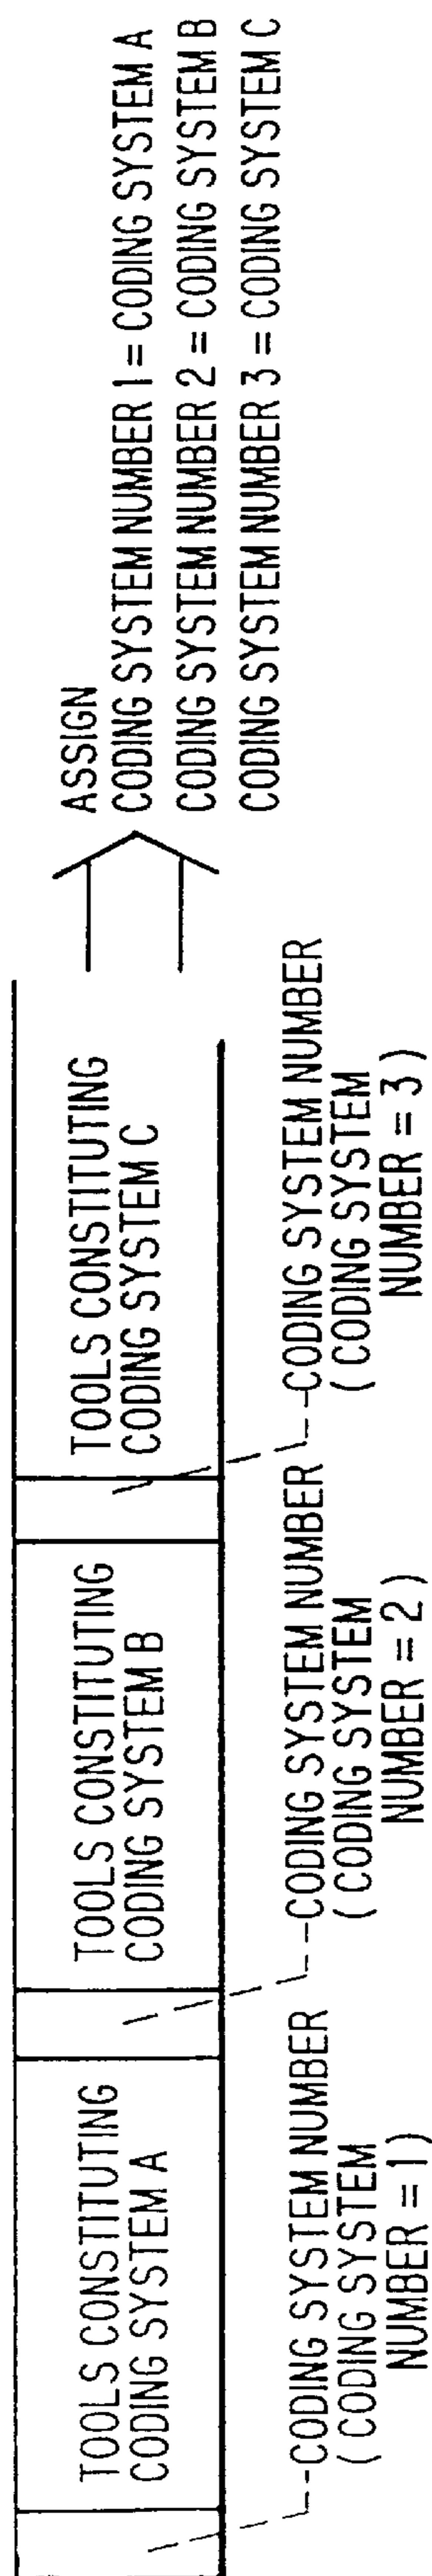 TOOLS CONSTITUTING
CODING SYSTEM A
TOOLS CONSTITUTING
CODING SYSTEM B
TOOLS CONSTITUTING
CODING SYSTEM C
ASSIGN
CODING SYSTEM NUMBER 1 = CODING SYSTEM A
CODING SYSTEM NUMBER 2 = CODING SYSTEM B
CODING SYSTEM NUMBER 3 = CODING SYSTEM C
CODING SYSTEM NUMBER
( CODING SYSTEM
NUMBER = 1 )
CODING SYSTEM NUMBER
( CODING SYSTEM
NUMBER = 2 )
CODING SYSTEM NUMBER
( CODING SYSTEM
NUMBER = 3 )